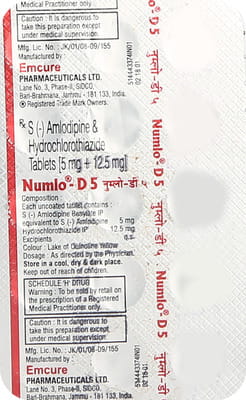 Medical Practitioner only.
Caution : It is dangerous to
take this preparation except
under medical supervision.
Mfg. Lic. No. : JK/01/08-09/155
Manufactured by :
Emcure
PHARMACEUTICALS LTD.
Lane No. 3, Phase-II, SIDCO,
Bari-Brahmana, Jammu - 181 133, India.
® Registered Trade Mark Owners.
Rx S (-) Amlodipine &
Hydrochlorothiazide
Tablets [5 mg + 12.5 mg]
Numlo®- D 5 नुम्लो - डी ५
Composition :
Each uncoated tablet contains :
S (-) Amlodipine Besylate IP
equivalent to S (-) Amlodipine 5 mg
Hydrochlorothiazide IP 12.5 mg
Excipients q.s.
Colour : Lake of Quinoline Yellow
Dosage : As directed by the Physician.
Store in a cool, dry & dark place.
Keep out of reach of children.
SCHEDULE 'H' DRUG
Warning : To be sold by retail on
the prescription of a Registered
Medical Practitioner only.
Caution : It is dangerous to
take this preparation except
under medical supervision.
Mfg. Lic. No. : JK/01/08-09/155
Manufactured by :
Emcure
PHARMACEUTICALS LTD.
Lane No. 3, Phase-II, SIDCO,
Bari-Brahmana, Jammu - 181 133, India.
Numlo®- D 5 नुम्लो - डी ५
Numlo®- D 5 नुम्लो - डी ५